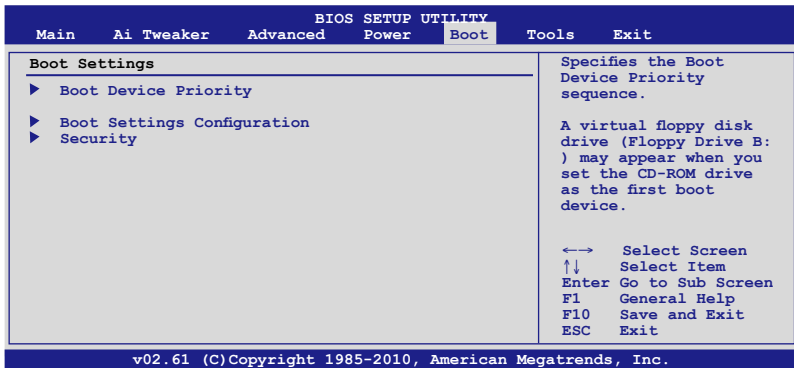 BIOS SETUP UTILITY
Main Ai Tweaker Advanced Power Boot Tools Exit
Boot Settings
Boot Device Priority
Boot Settings Configuration
Security
Specifies the Boot
Device Priority
sequence.
A virtual floppy disk
drive (Floppy Drive B:
) may appear when you
set the CD-ROM drive
as the first boot
device.
←→ Select Screen
↑↓ Select Item
Enter Go to Sub Screen
F1 General Help
F10 Save and Exit
ESC Exit
v02.61 (C)Copyright 1985-2010, American Megatrends, Inc.